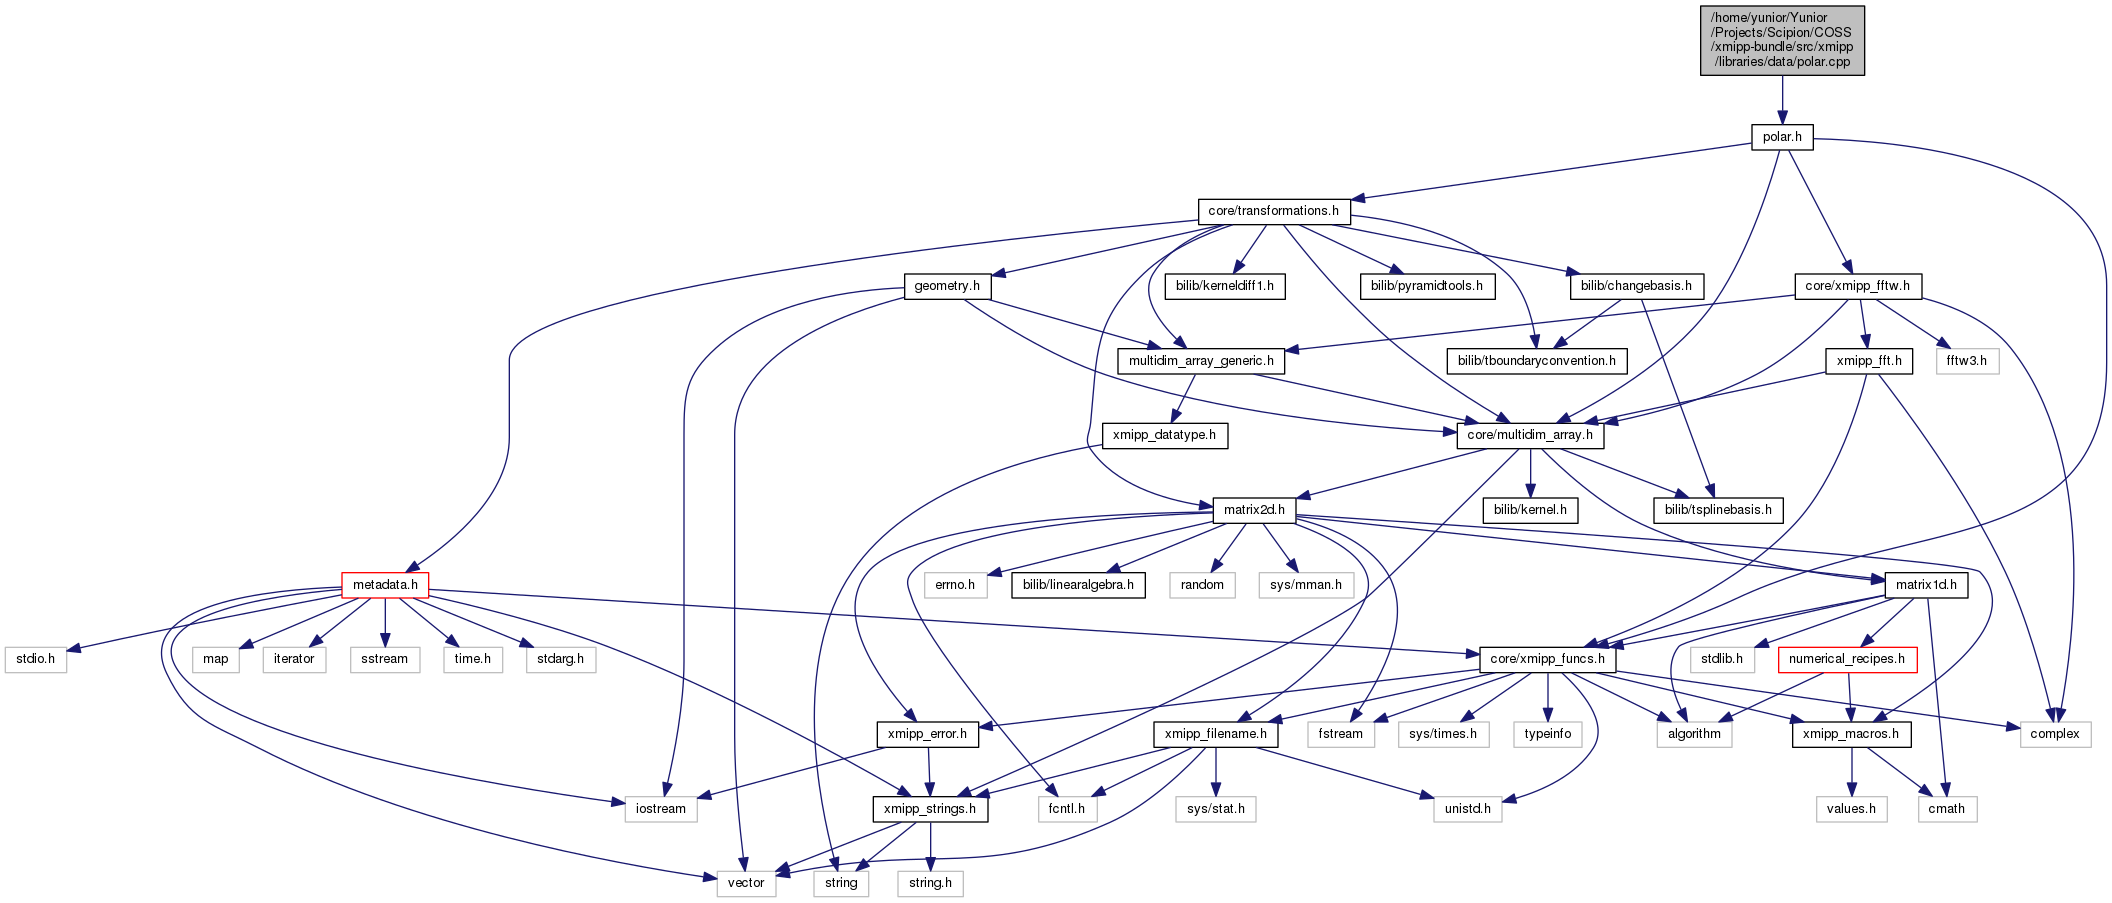 /home/yunior/Yunior
/Projects/Scipion/COSS
/xmipp-bundle/src/xmipp
/libraries/data/polar.cpp
polar.h
core/transformations.h
geometry.h
bilib/kerneldiff1.h
bilib/pyramidtools.h
bilib/changebasis.h
core/xmipp_fftw.h
multidim_array_generic.h
bilib/tboundaryconvention.h
xmipp_fft.h
fftw3.h
xmipp_datatype.h
core/multidim_array.h
matrix2d.h
bilib/kernel.h
bilib/tsplinebasis.h
metadata.h
errno.h
bilib/linearalgebra.h
random
sys/mman.h
matrix1d.h
stdio.h
map
iterator
sstream
time.h
stdarg.h
core/xmipp_funcs.h
stdlib.h
numerical_recipes.h
xmipp_error.h
xmipp_filename.h
fstream
sys/times.h
typeinfo
algorithm
xmipp_macros.h
complex
iostream
xmipp_strings.h
fcntl.h
sys/stat.h
unistd.h
values.h
cmath
vector
string
string.h